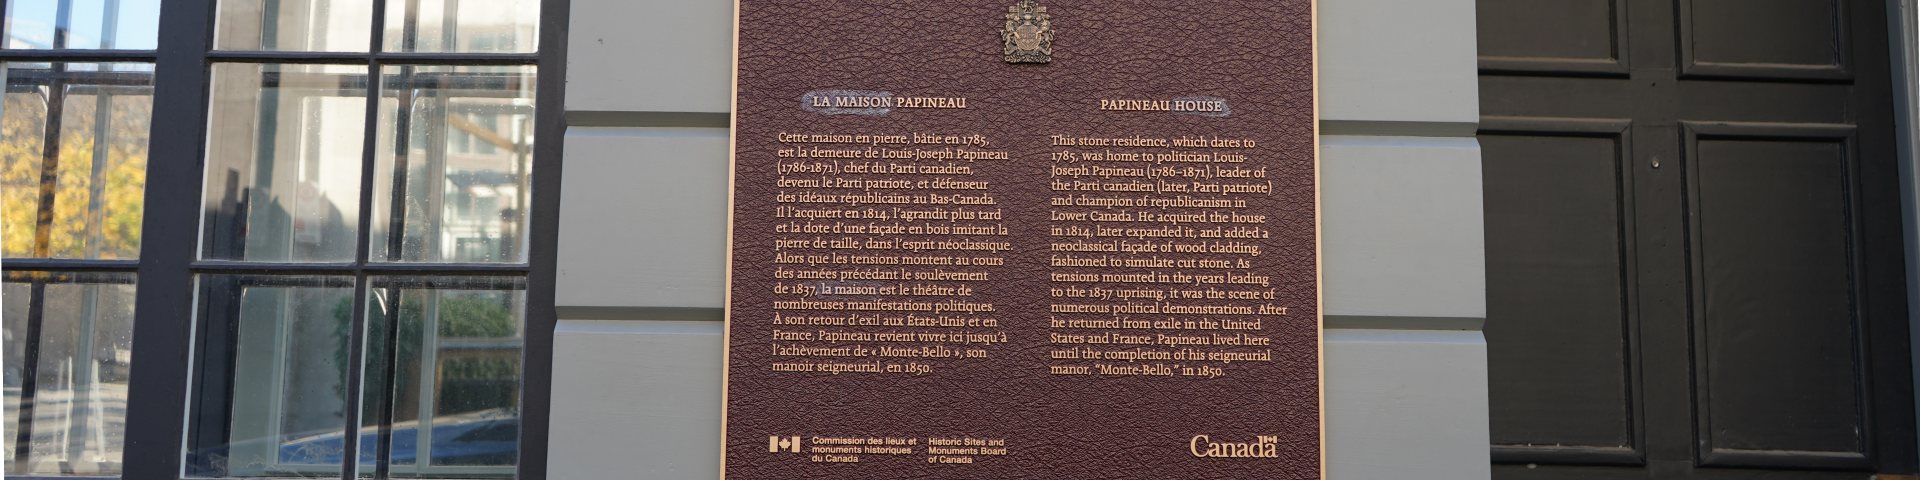 LA MAISON PAPINEAU
Cette maison en pierre, bâtie en 1785,
est la demeure de Louis-Joseph Papineau
(1786-1871), chef du Parti canadien,
devenu le Parti patriote, et défenseur
des idéaux républicains au Bas-Canada.
Il l'acquiert en 1814, l'agrandit plus tard
et la dote d'une façade en bois imitant la
pierre de taille, dans l'esprit néoclassique.
Alors que les tensions montent au cours
des années précédant le soulèvement
de 1837, la maison est le théâtre de
nombreuses manifestations politiques.
À son retour d'exil aux États-Unis et en
France, Papineau revient vivre ici jusqu'à
l'achèvement de « Monte-Bello », son
manoir seigneurial, en 1850.
PAPINEAU HOUSE
This stone residence, which dates to
1785, was home to politician Louis-
Joseph Papineau (1786–1871), leader of
the Parti canadien (later, Parti patriote)
and champion of republicanism in
Lower Canada. He acquired the house
in 1814, later expanded it, and added a
neoclassical façade of wood cladding,
fashioned to simulate cut stone. As
tensions mounted in the years leading
to the 1837 uprising, it was the scene of
numerous political demonstrations. After
he returned from exile in the United
States and France, Papineau lived here
until the completion of his seigneurial
manor, "Monte-Bello," in 1850.
Commission des lieux et
monuments historiques
du Canada
Historic Sites and
Monuments Board
of Canada
Canada